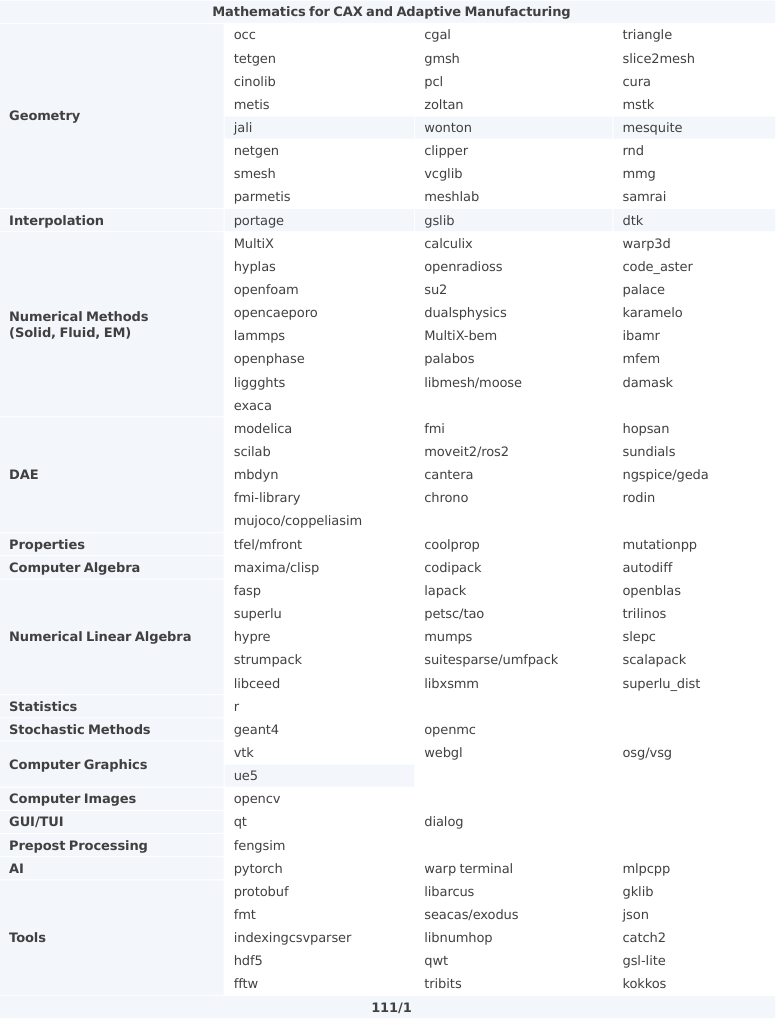 Mathematics for CAX and Adaptive Manufacturing
Geometry
occ cgal triangle
tetgen gmsh slice2mesh
cinolib pcl cura
metis zoltan mstk
jali wonton mesquite
netgen clipper rnd
smesh vcglib mmg
parmetis meshlab samrai
Interpolation portage gslib dtk
Numerical Methods
(Solid, Fluid, EM)
MultiX calculix warp3d
hyplas openradioss code_aster
openfoam su2 palace
opencaeporo dualsphysics karamelo
lammps MultiX-bem ibamr
openphase palabos mfem
liggghts libmesh/moose damask
exaca
DAE
modelica fmi hopsan
scilab moveit2/ros2 sundials
mbdyn cantera ngspice/geda
fmi-library chrono rodin
mujoco/coppeliasim
Properties tfel/mfront coolprop mutationpp
Computer Algebra maxima/clisp codipack autodiff
Numerical Linear Algebra
fasp lapack openblas
superlu petsc/tao trilinos
hypre mumps slepc
strumpack suitesparse/umfpack scalapack
libceed libxsmm superlu_dist
Statistics r
Stochastic Methods geant4 openmc
Computer Graphics
vtk webgl osg/vsg
ue5
Computer Images opencv
GUI/TUI qt dialog
Prepost Processing fengsim
AI pytorch warp terminal mlpcpp
Tools
protobuf libarcus gklib
fmt seacas/exodus json
indexingcsvparser libnumhop catch2
hdf5 qwt gsl-lite
fftw tribits kokkos
111/1